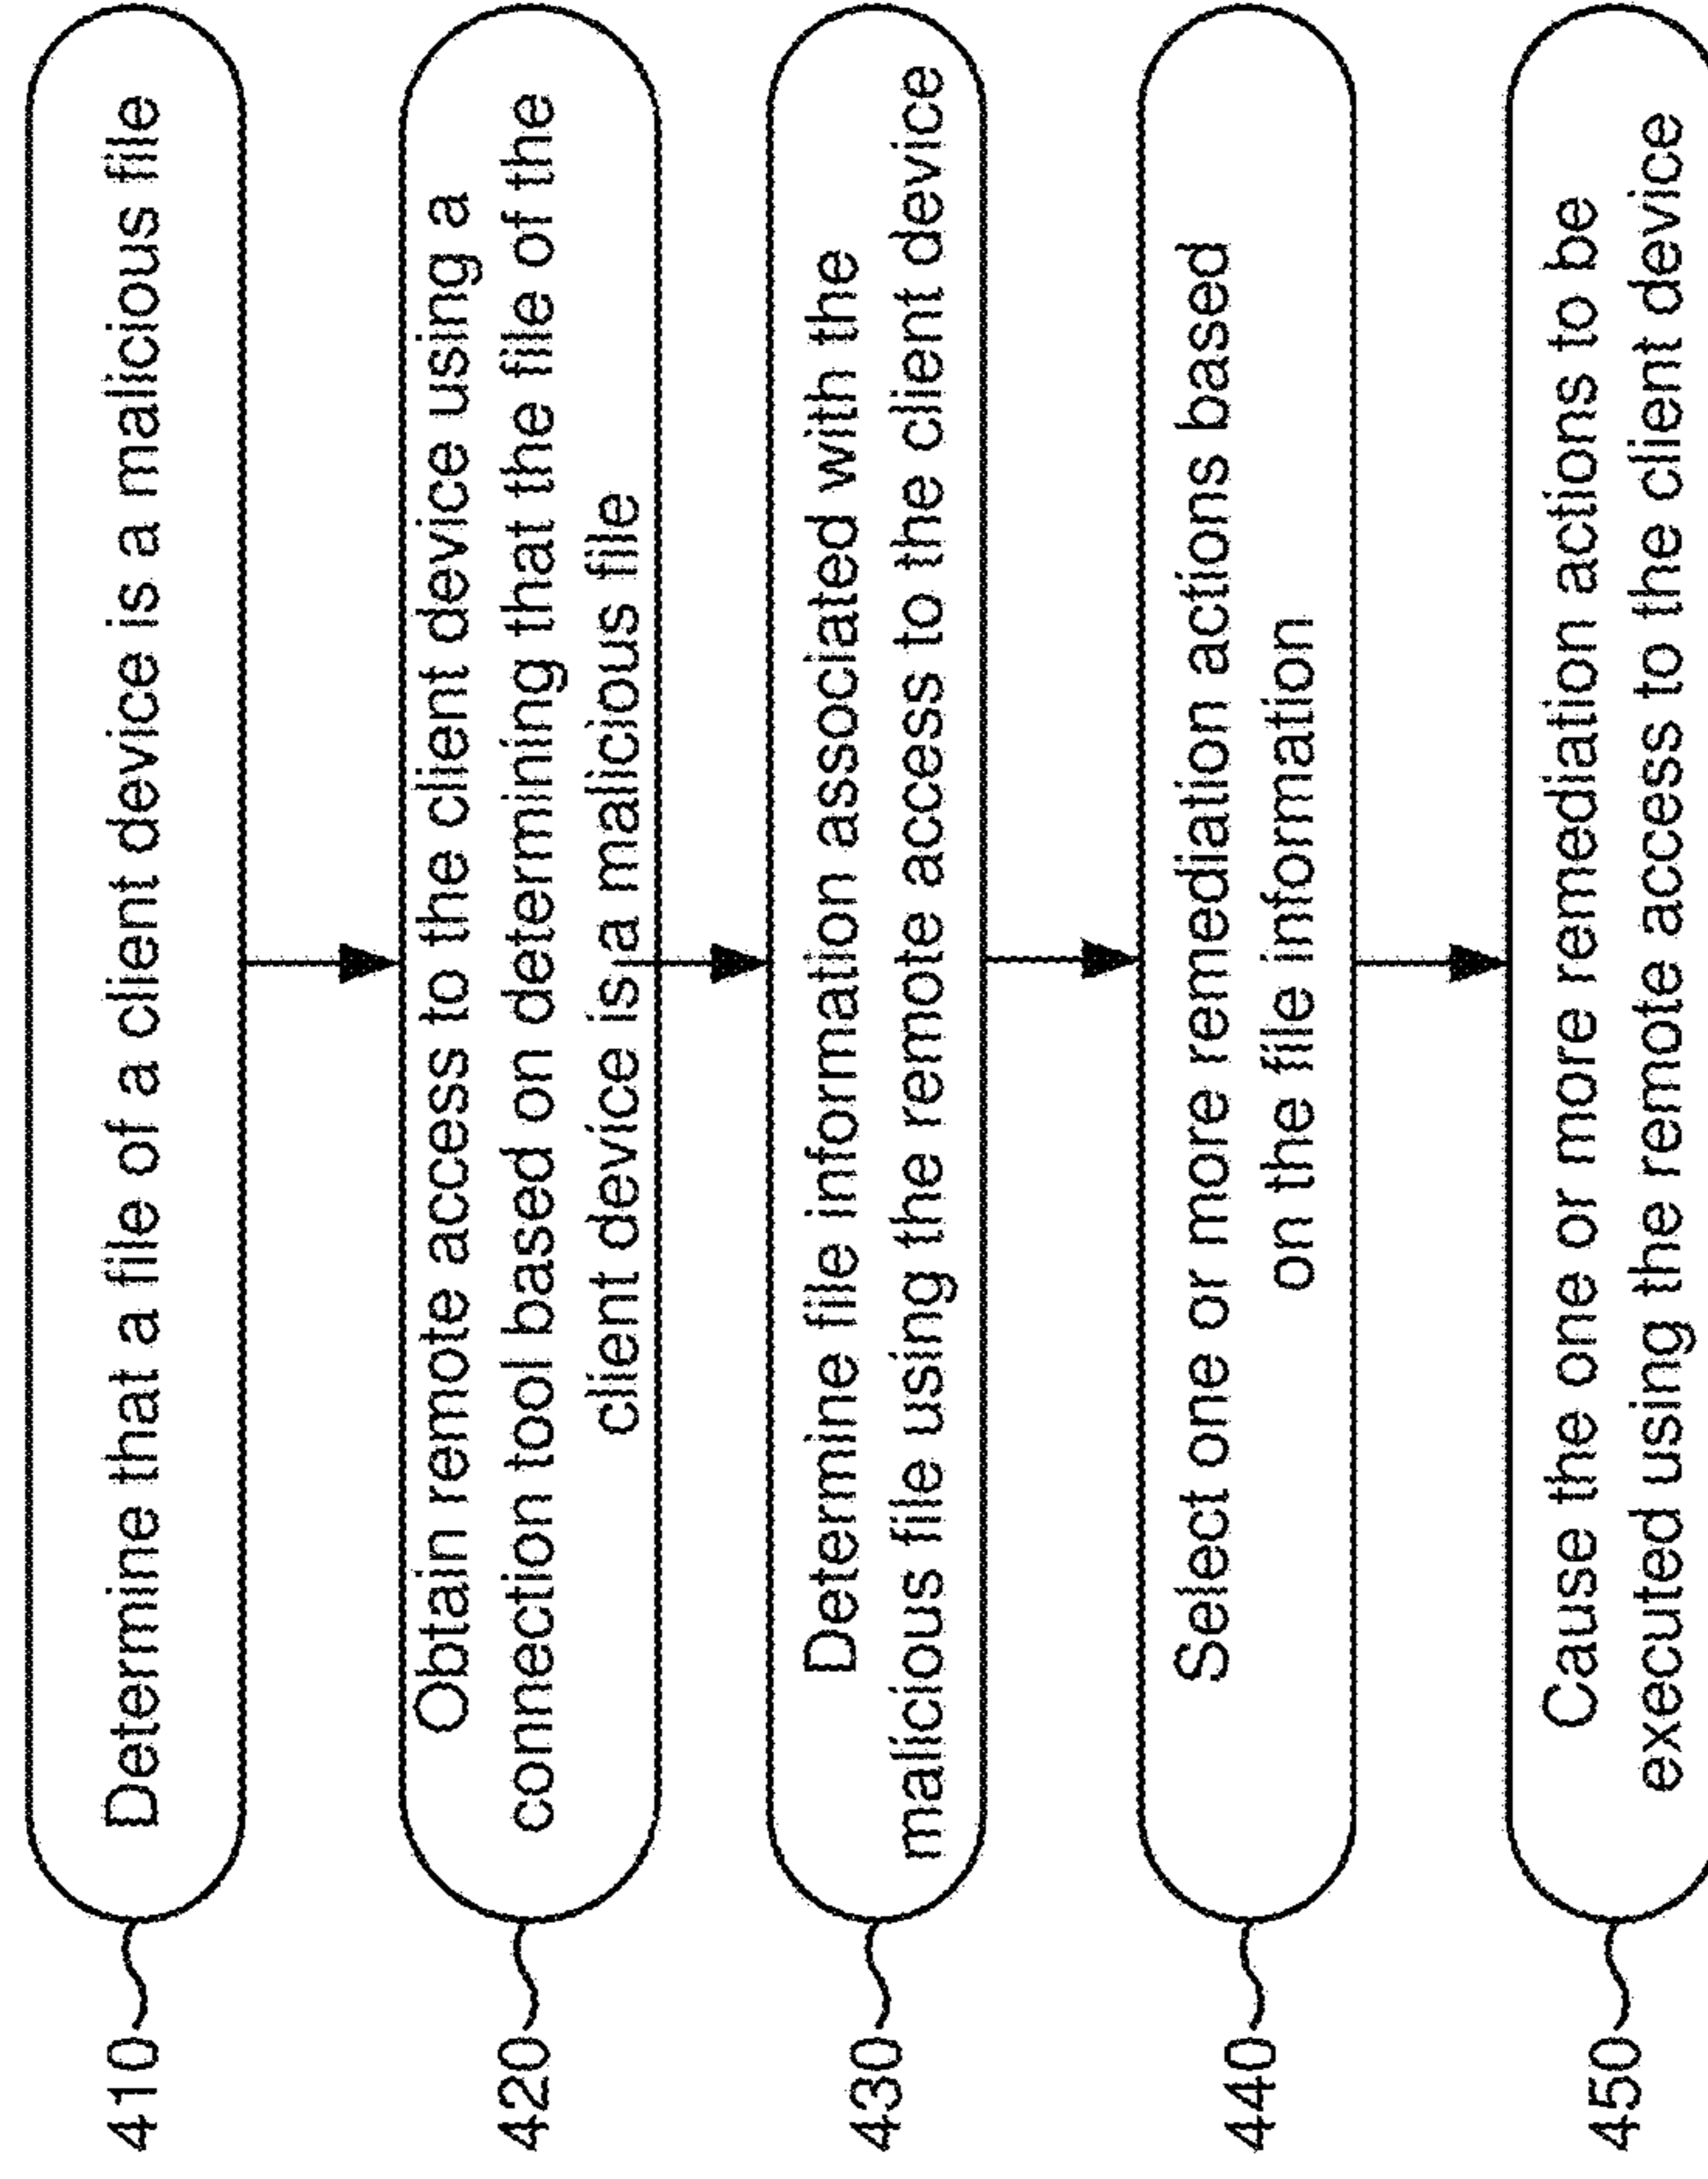 410
Determine that a file of a client device is a malicious file
420
Obtain remote access to the client device using a
connection tool based on determining that the file of the
client device is a malicious file
430
Determine file information associated with the
malicious file using the remote access to the client device
440
Select one or more remediation actions based
on the file information
450
Cause the one or more remediation actions to be
executed using the remote access to the client device